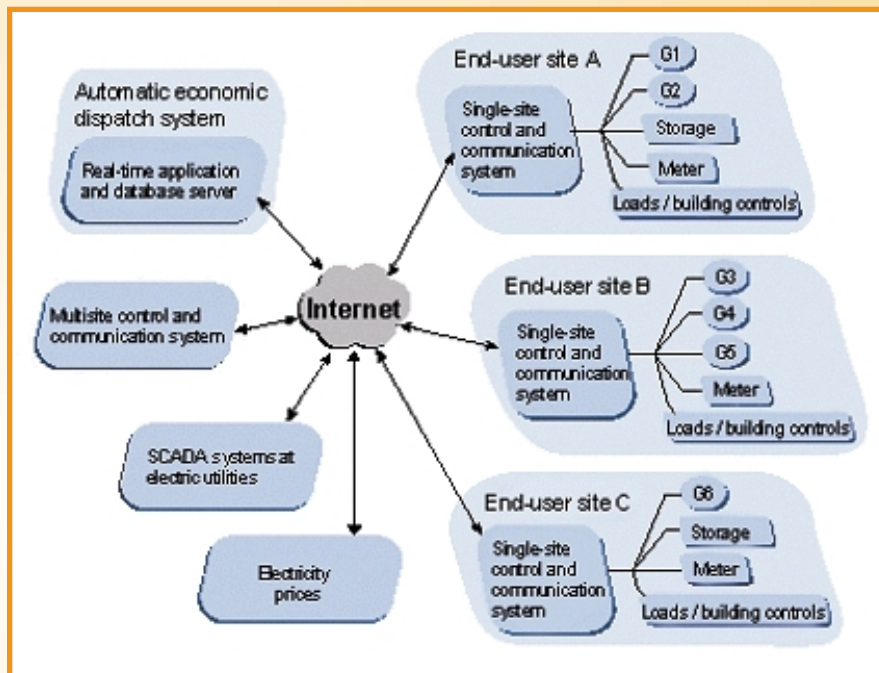 Automatic economic
dispatch system
Real-time application
and database server
Multisite control and
communication system
SCADA systems at
electric utilities
Electricity
prices
Internet
End-user site A
Single-site
control and
communication
system
G1
G2
Storage
Meter
Loads / building controls
End-user site B
Single-site
control and
communication
system
G3
G4
G5
Meter
Loads / building controls
End-user site C
Single-site
control and
communication
system
G6
Storage
Meter
Loads / building controls